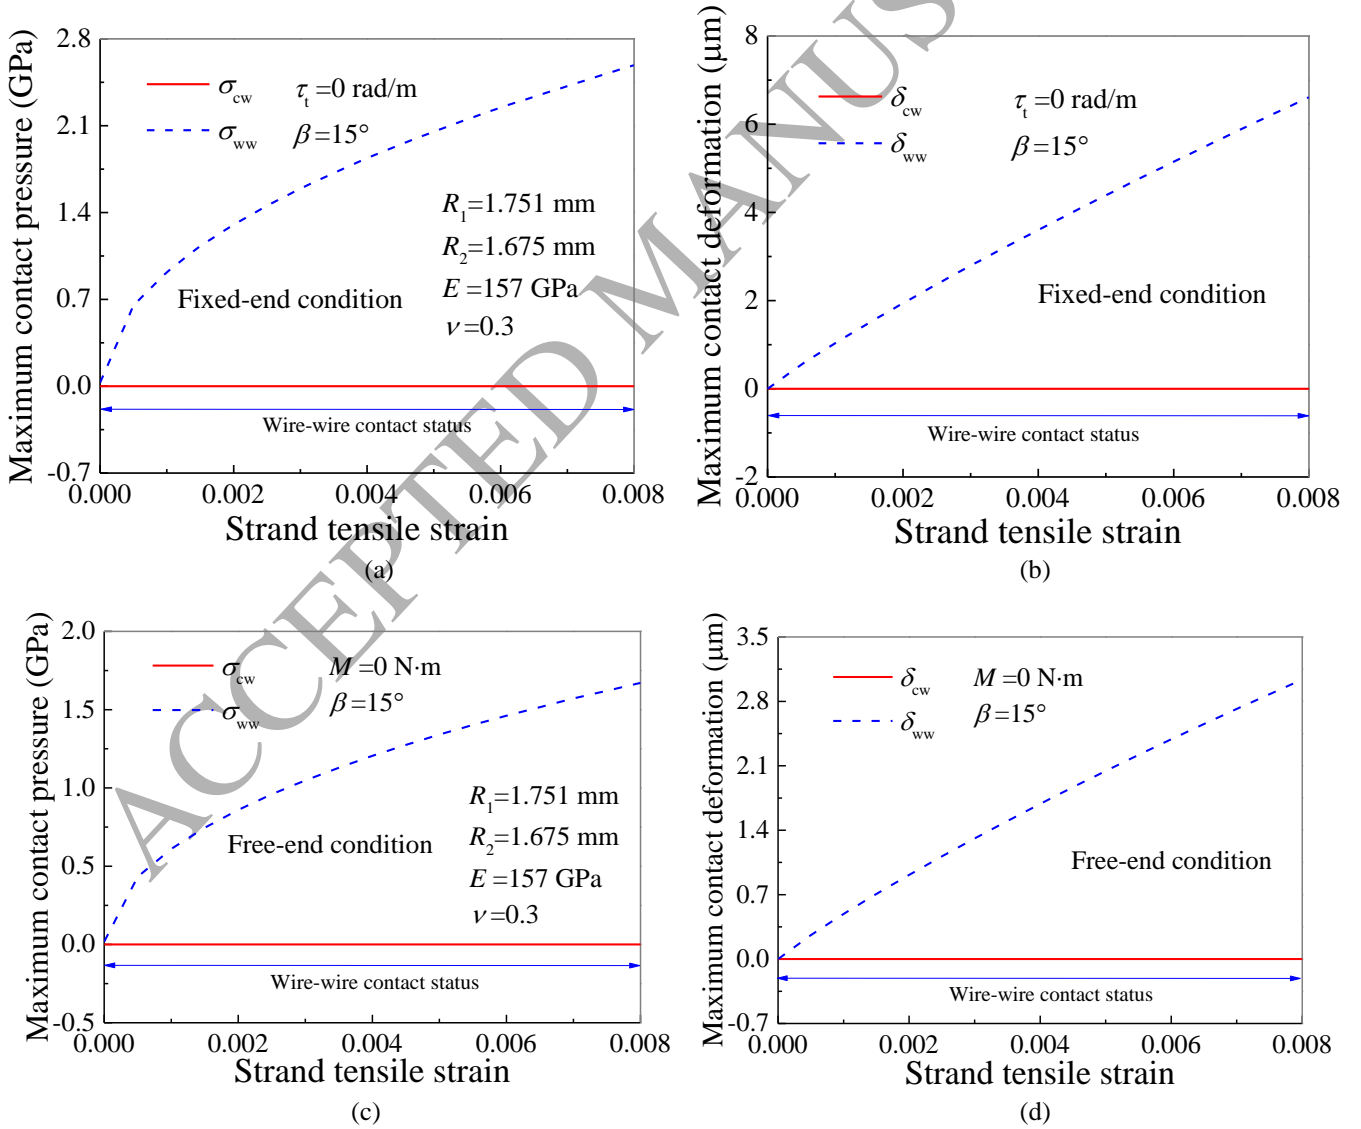 (a)
Maximum contact pressure (GPa)
2.8
2.1
1.4
0.7
0.0
-0.7
σcw
σww
τt =0 rad/m
β =15°
R1=1.751 mm
R2=1.675 mm
E =157 GPa
ν =0.3
Fixed-end condition
Wire-wire contact status
0.000
0.002
0.004
0.006
0.008
Strand tensile strain
(a)
(b)
Maximum contact deformation (μm)
8
6
4
2
0
-2
δcw
δww
τt =0 rad/m
β =15°
Fixed-end condition
Wire-wire contact status
0.000
0.002
0.004
0.006
0.008
Strand tensile strain
(b)
Maximum contact pressure (GPa)
2.0
1.5
1.0
0.5
0.0
-0.5
σcw
σww
M =0 N·m
β =15°
R1=1.751 mm
R2=1.675 mm
E =157 GPa
ν =0.3
Free-end condition
Wire-wire contact status
0.000
0.002
0.004
0.006
0.008
Strand tensile strain
(c)
Maximum contact deformation (μm)
3.5
2.8
2.1
1.4
0.7
0.0
-0.7
δcw
δww
M =0 N·m
β =15°
Free-end condition
Wire-wire contact status
0.000
0.002
0.004
0.006
0.008
Strand tensile strain
(d)
ACCEPTED MANUS